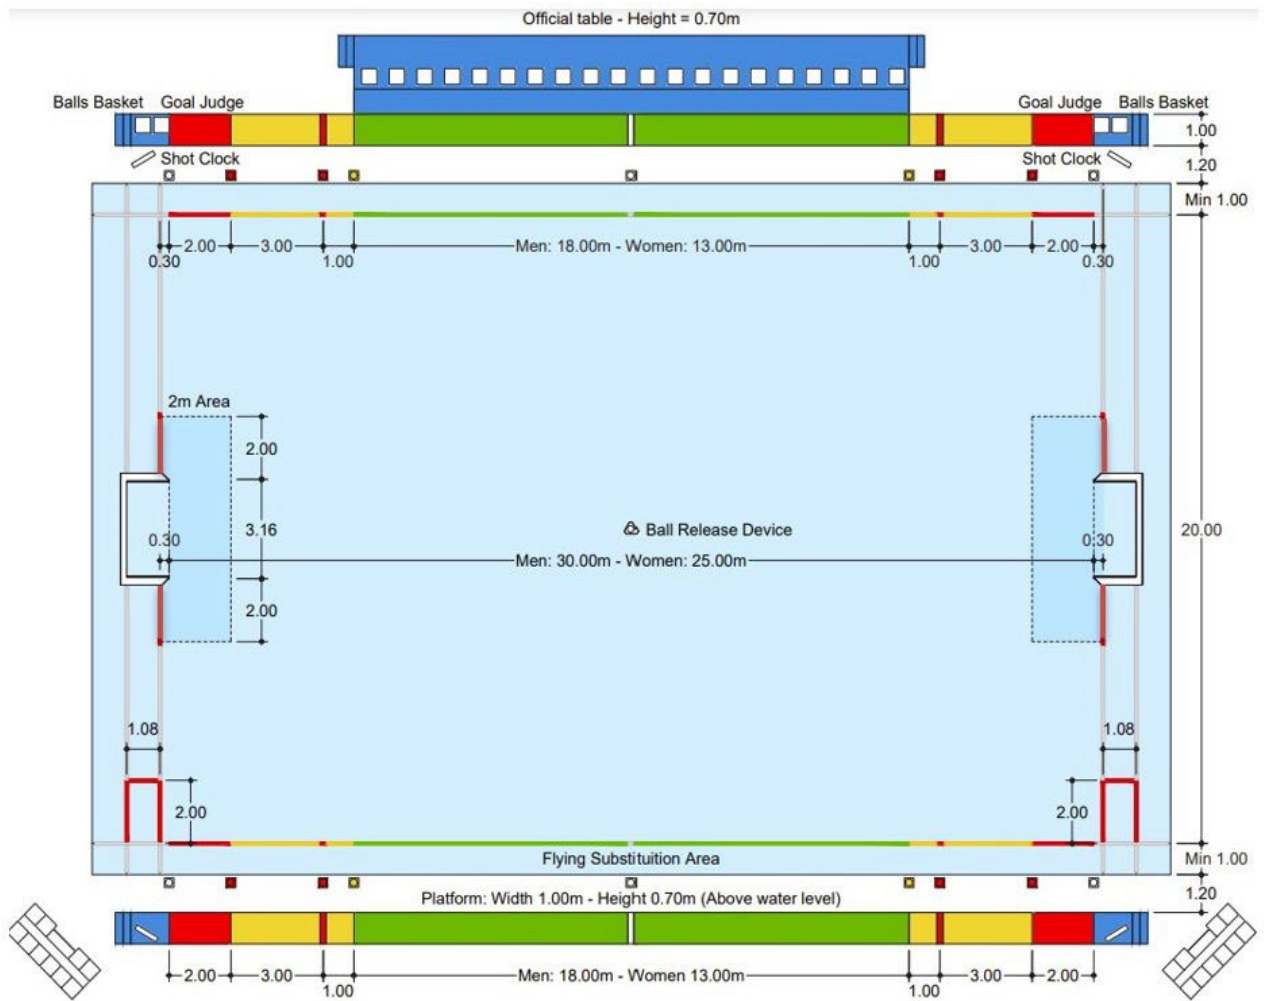 Official table - Height = 0.70m
Balls Basket Goal Judge Goal Judge Balls Basket
1.00
Shot Clock Shot Clock 1.20
Min 1.00
2.00 3.00 Men: 18.00m - Women: 13.00m 3.00 2.00
0.30 1.00 1.00 0.30
2m Area
2.00
3.16 Ball Release Device 20.00
0.30 0.30
Men: 30.00m - Women: 25.00m
2.00
1.08 1.08
2.00 2.00
Flying Substituition Area Min 1.00
Platform: Width 1.00m - Height 0.70m (Above water level) 1.20
2.00 3.00 Men: 18.00m - Women 13.00m 3.00 2.00
1.00 1.00